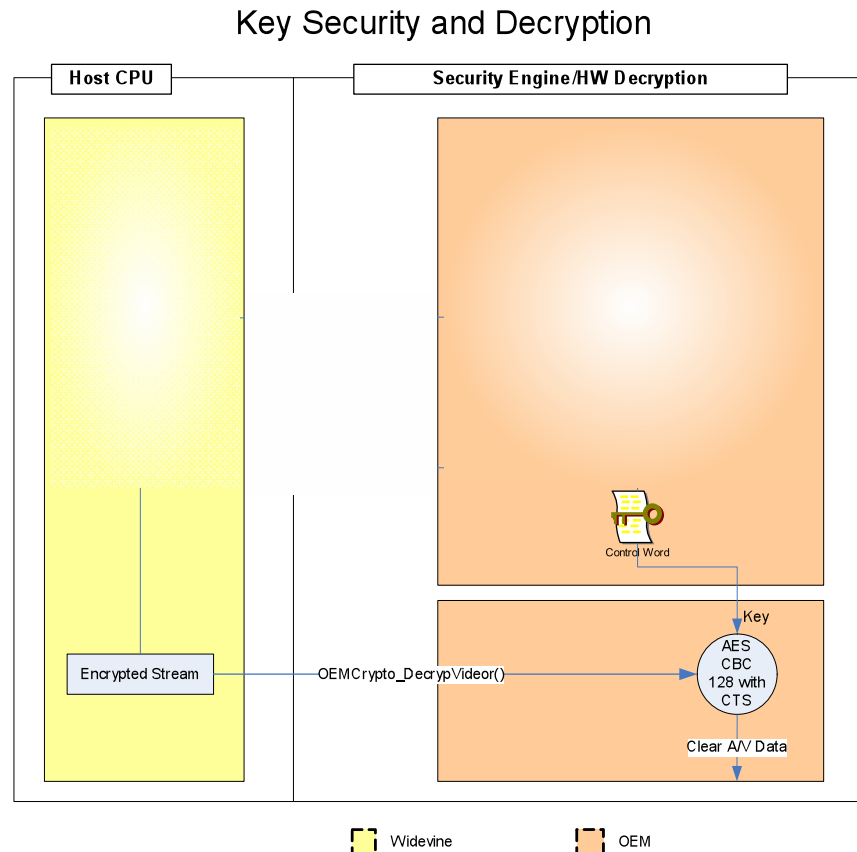 Key Security and Decryption
Host CPU
Security Engine/HW Decryption
Control Word
Key
Encrypted Stream
OEMCrypto_DecrypVideor()
AES
CBC
128 with
CTS
Clear A/V Data
Widevine
OEM